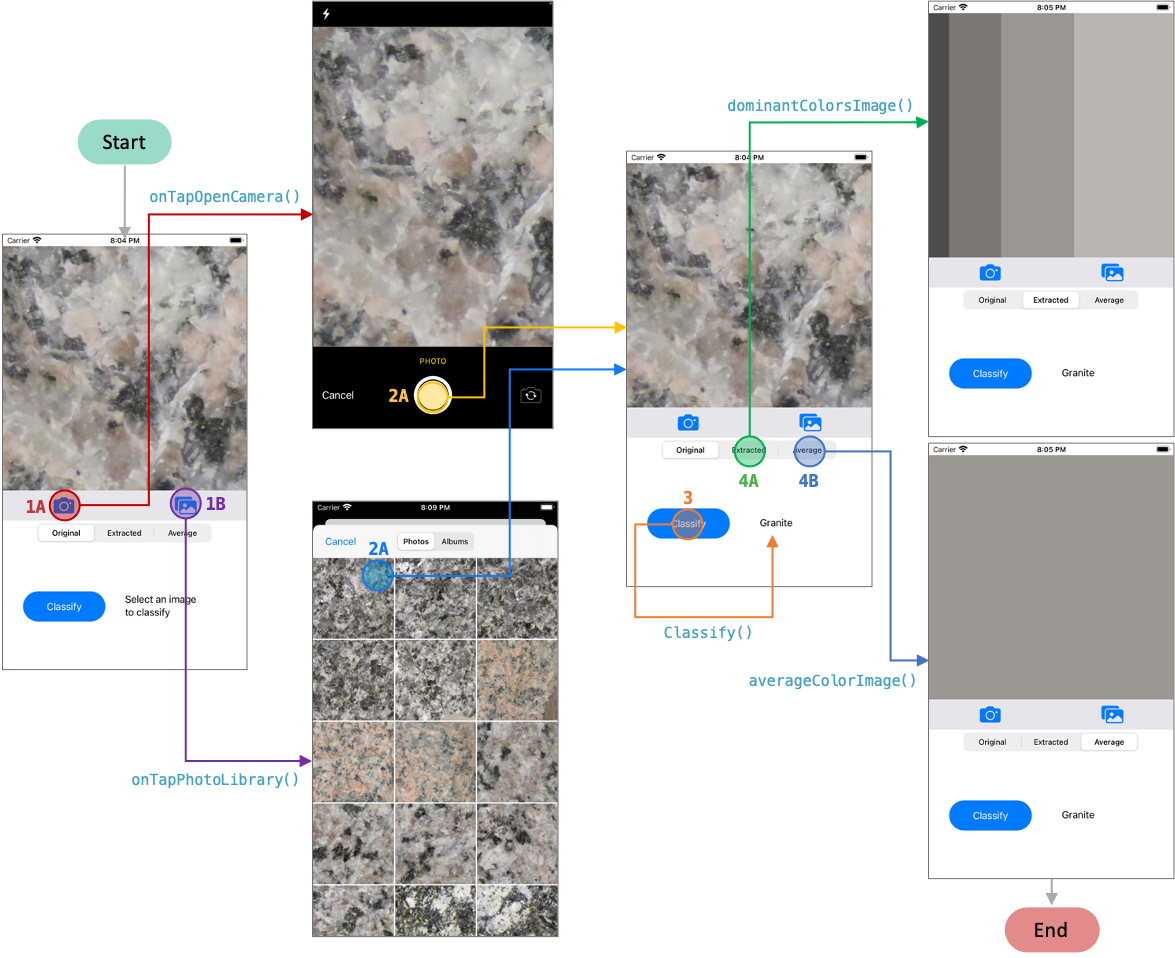 Start
onTapOpenCamera()
Carrier 8:04 PM
1A
1B
Original Extracted Average
Classify
Select an image
to classify
onTapPhotoLibrary()
PHOTO
Cancel
2A
Carrier 8:09 PM
Cancel
2A
Photos Albums
dominantColorsImage()
Carrier 8:04 PM
Original Extracted Average
4A
4B
3
Classify
Granite
Classify()
averageColorImage()
Carrier 8:05 PM
Original Extracted Average
Classify
Granite
Carrier 8:05 PM
Original Extracted Average
Classify
Granite
End